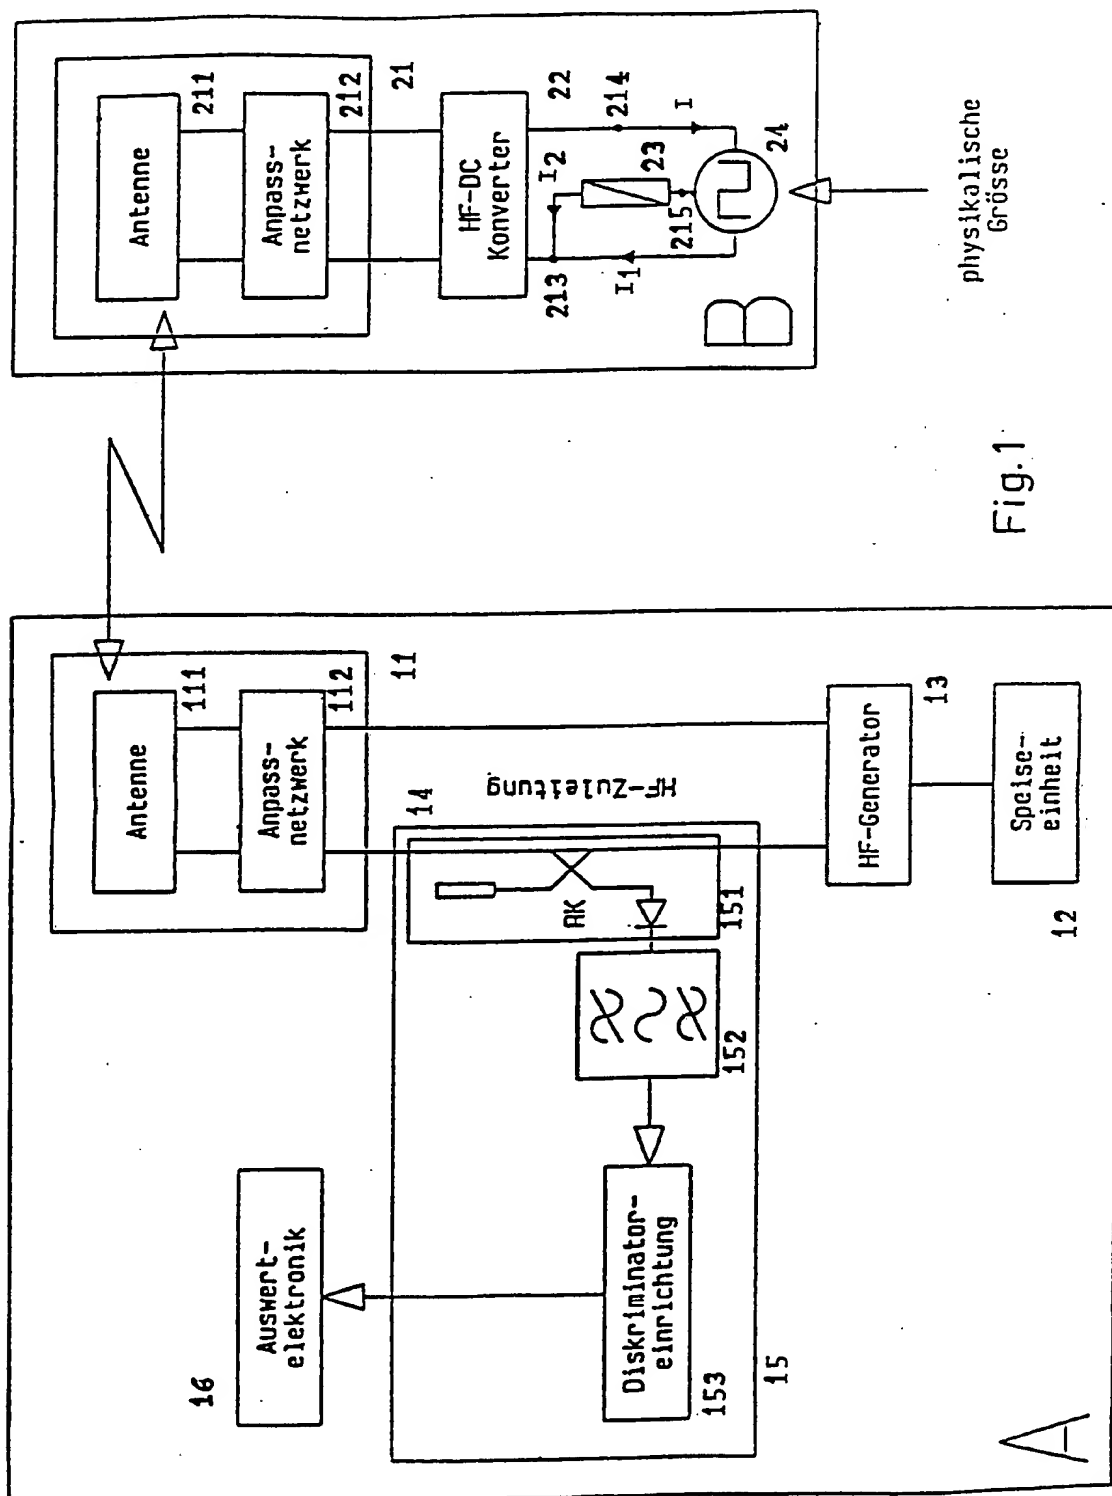 Antenne
111
Anpass-
netzwerk
112
11
HF-Zuleitung
14
AK
151
152
Diskriminator-
einrichtung
153
15
Auswert-
elektronik
16
HF-Generator
13
Speise-
einheit
12
A
Antenne
211
Anpass-
netzwerk
212
21
HF-DC
Konverter
22
213
I2
214
I
23
215
I1
24
B
physikalische
Grösse
Fig.1